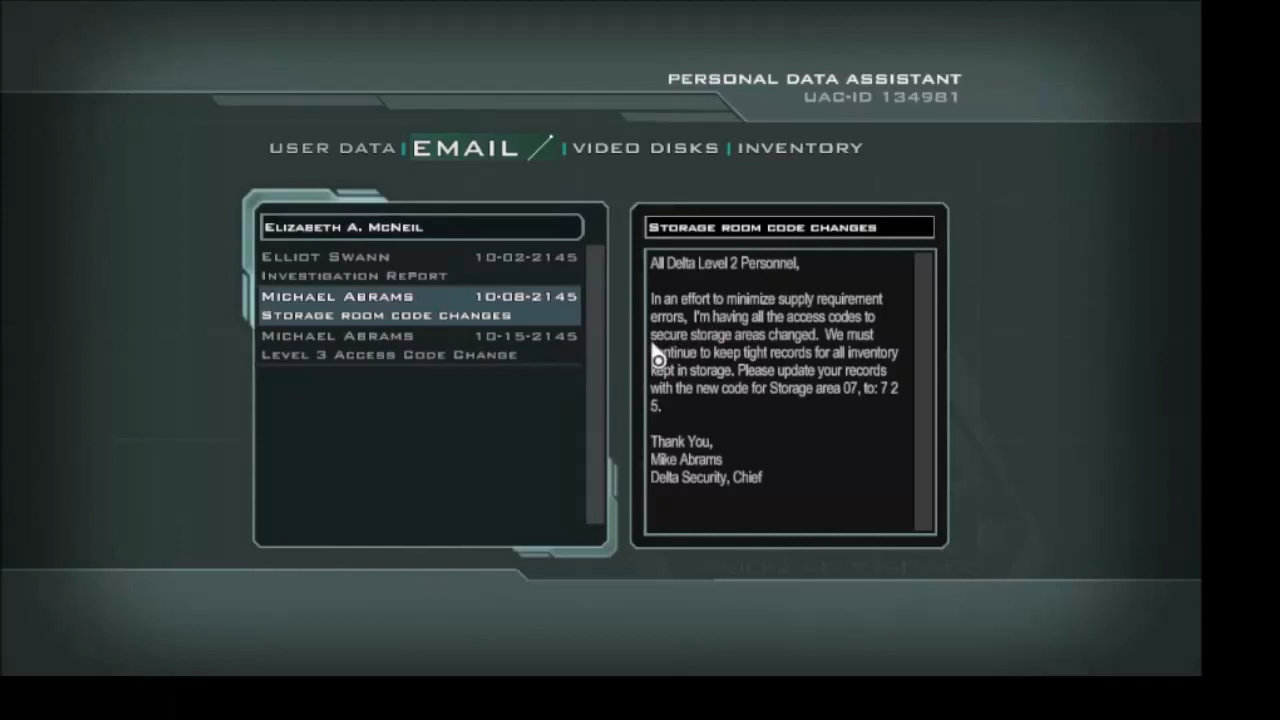 PERSONAL DATA ASSISTANT
UAC-ID 134981
USER DATA EMAIL VIDEO DISKS INVENTORY
ELIZABETH A. MCNEIL
ELLIOT SWANN 10-02-2145
INVESTIGATION REPORT
MICHAEL ABRAMS 10-08-2145
STORAGE ROOM CODE CHANGES
MICHAEL ABRAMS 10-15-2145
LEVEL 3 ACCESS CODE CHANGE
STORAGE ROOM CODE CHANGES
All Delta Level 2 Personnel,
In an effort to minimize supply requirement
errors, I'm having all the access codes to
secure storage areas changed. We must
continue to keep tight records for all inventory
kept in storage. Please update your records
with the new code for Storage area 07, to: 7 2
5.
Thank You,
Mike Abrams
Delta Security, Chief